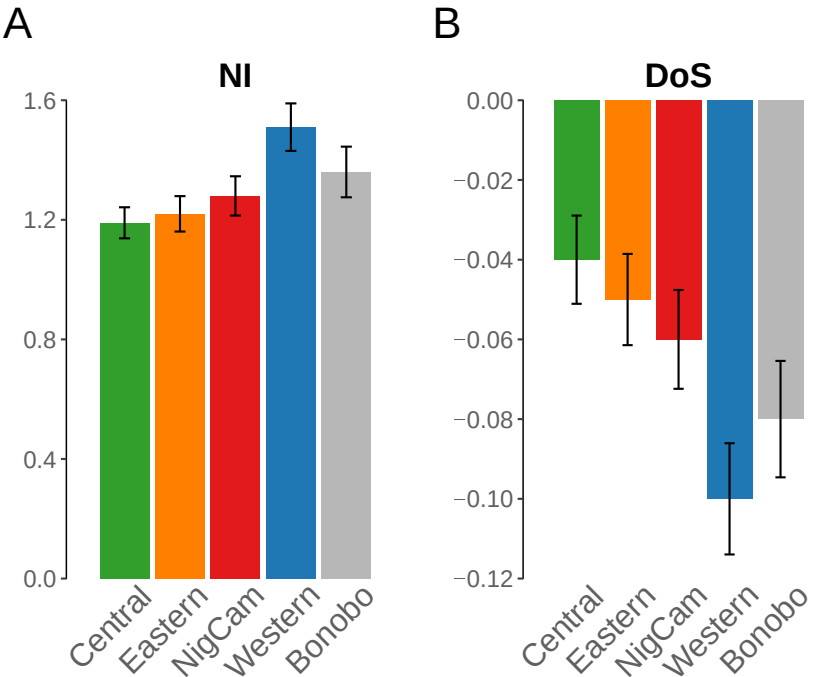 A
NI
1.6
1.2
0.8
0.4
0.0
Central
Eastern
NigCam
Western
Bonobo
B
DoS
0.00
−0.02
−0.04
−0.06
−0.08
−0.10
−0.12
Central
Eastern
NigCam
Western
Bonobo